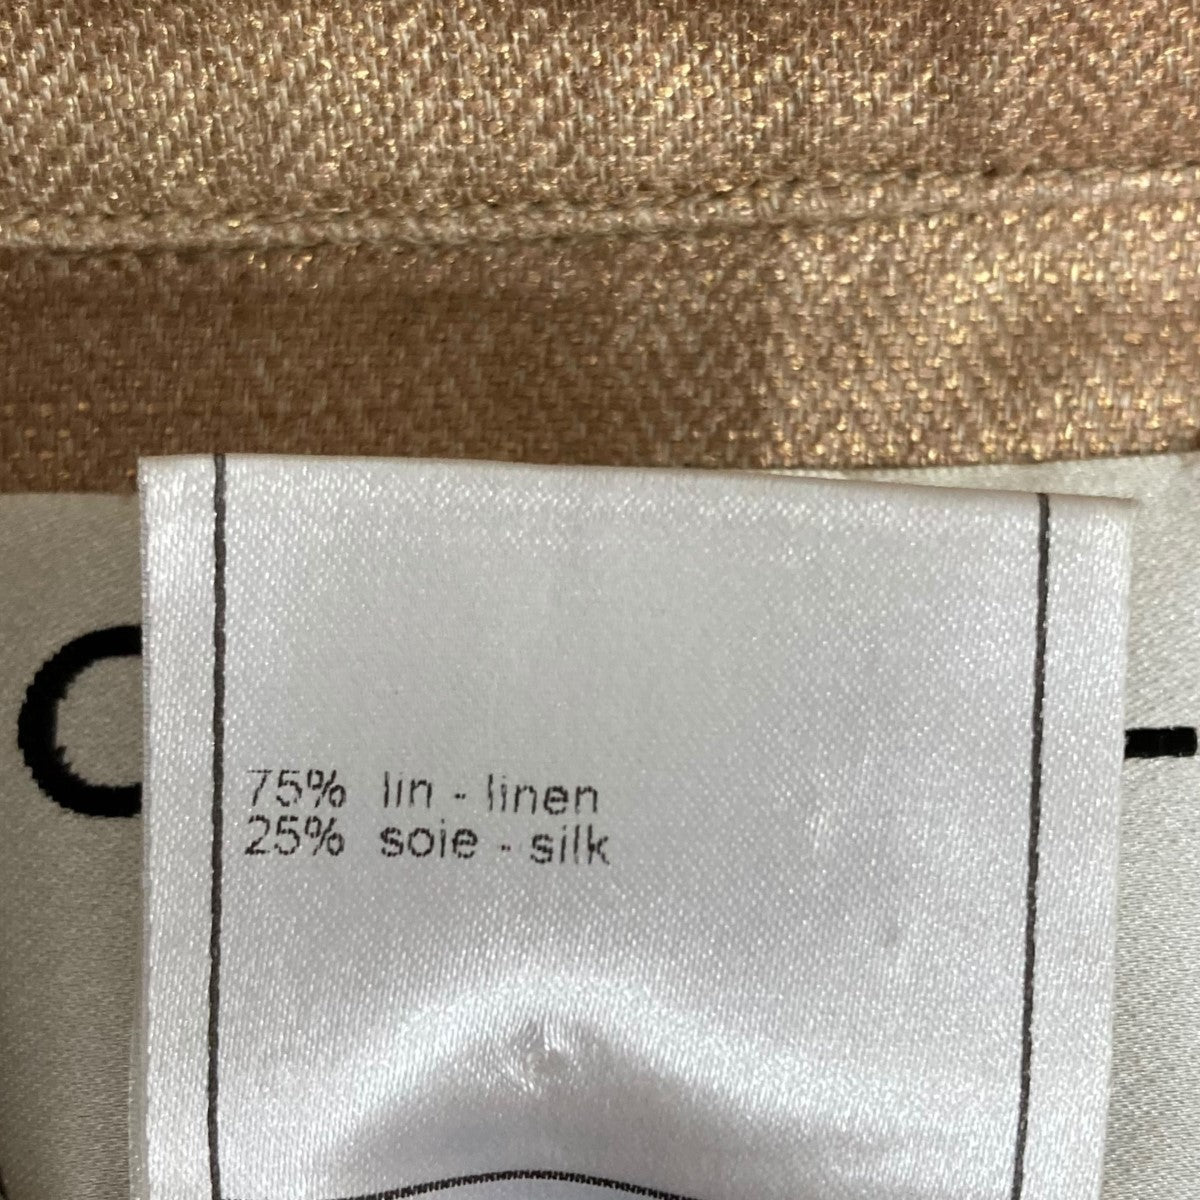 75% lin - linen
25% soie - silk